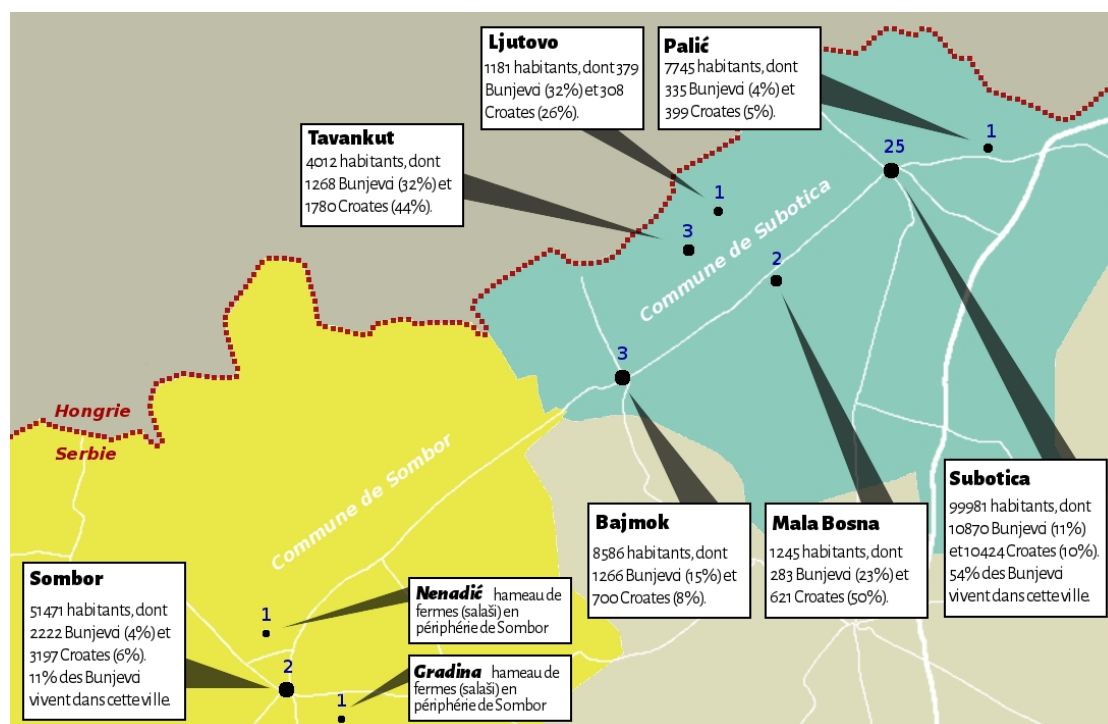 Ljutovo
1181 habitants, dont 379
Bunjevci (32%) et 308
Croates (26%).
Palić
7745 habitants, dont
335 Bunjevci (4%) et
399 Croates (5%).
Tavankut
4012 habitants, dont
1268 Bunjevci (32%) et
1780 Croates (44%).
1
25
1
3
2
3
Commune de Subotica
Hongrie
Serbie
Commune de Sombor
Bajmok
8586 habitants, dont
1266 Bunjevci (15%) et
700 Croates (8%).
Mala Bosna
1245 habitants, dont
283 Bunjevci (23%) et
621 Croates (50%).
Subotica
99981 habitants, dont
10870 Bunjevci (11%)
et 10424 Croates (10%).
54% des Bunjevci
vivent dans cette ville.
Sombor
51471 habitants, dont
2222 Bunjevci (4%) et
3197 Croates (6%).
11% des Bunjevci
vivent dans cette ville.
1
2
1
Nenadić hameau de
fermes (salaši) en
périphérie de Sombor
Gradina hameau de
fermes (salaši) en
périphérie de Sombor